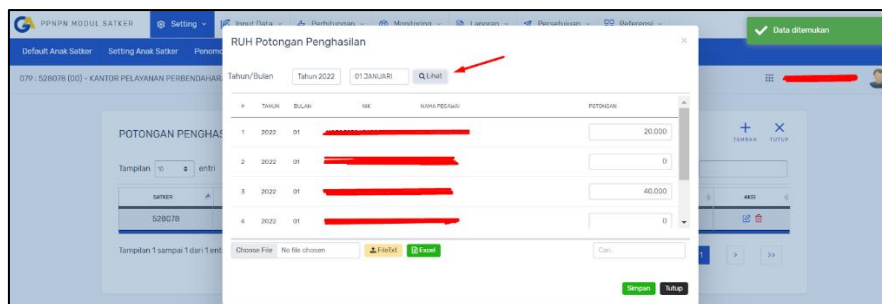 PPNPN MODUL SATKER Setting Input Data Perhitungan Monitoring Laporan Persetujuan Referensi
Data ditemukan
Default Anak Satker Setting Anak Satker Penomo
RUH Potongan Penghasilan ×
079 : 528078 (00) - KANTOR PELAYANAN PERBENDAHAR
Tahun/Bulan Tahun 2022 01 JANUARI Lihat
# TAHUN BULAN NIK NAMA PEGAWAI POTONGAN
1 2022 01 20.000
2 2022 01 0
3 2022 01 40.000
4 2022 01 0
POTONGAN PENGHAS
TAMBAH TUTUP
Tampilan 10 entri
SATKER AKSI
528078
Tampilan 1 sampai 1 dari 1 ent
1 > >>
Choose File No file chosen FileTxt Excel Cari...
Simpan Tutup